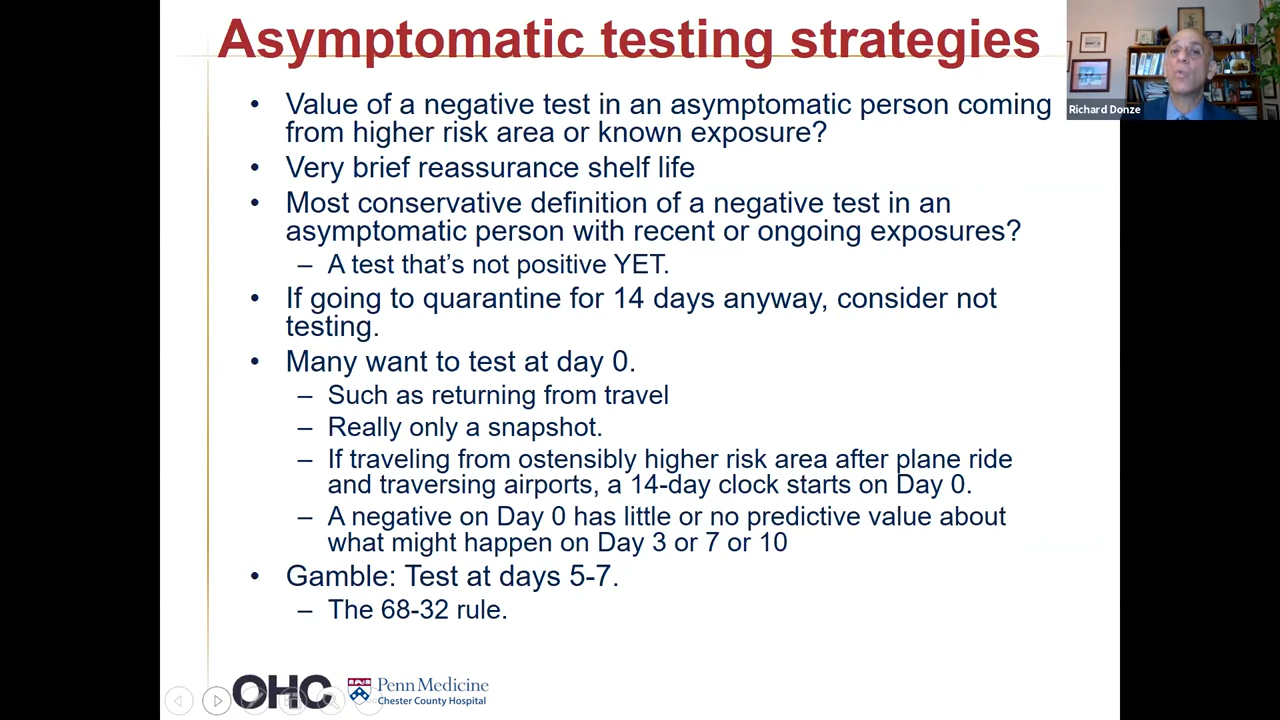 Asymptomatic testing strategies
Richard Donze
• Value of a negative test in an asymptomatic person coming
from higher risk area or known exposure?
• Very brief reassurance shelf life
• Most conservative definition of a negative test in an
asymptomatic person with recent or ongoing exposures?
– A test that's not positive YET.
• If going to quarantine for 14 days anyway, consider not
testing.
• Many want to test at day 0.
– Such as returning from travel
– Really only a snapshot.
– If traveling from ostensibly higher risk area after plane ride
and traversing airports, a 14-day clock starts on Day 0.
– A negative on Day 0 has little or no predictive value about
what might happen on Day 3 or 7 or 10
• Gamble: Test at days 5-7.
– The 68-32 rule.
OHC
Penn Medicine
Chester County Hospital